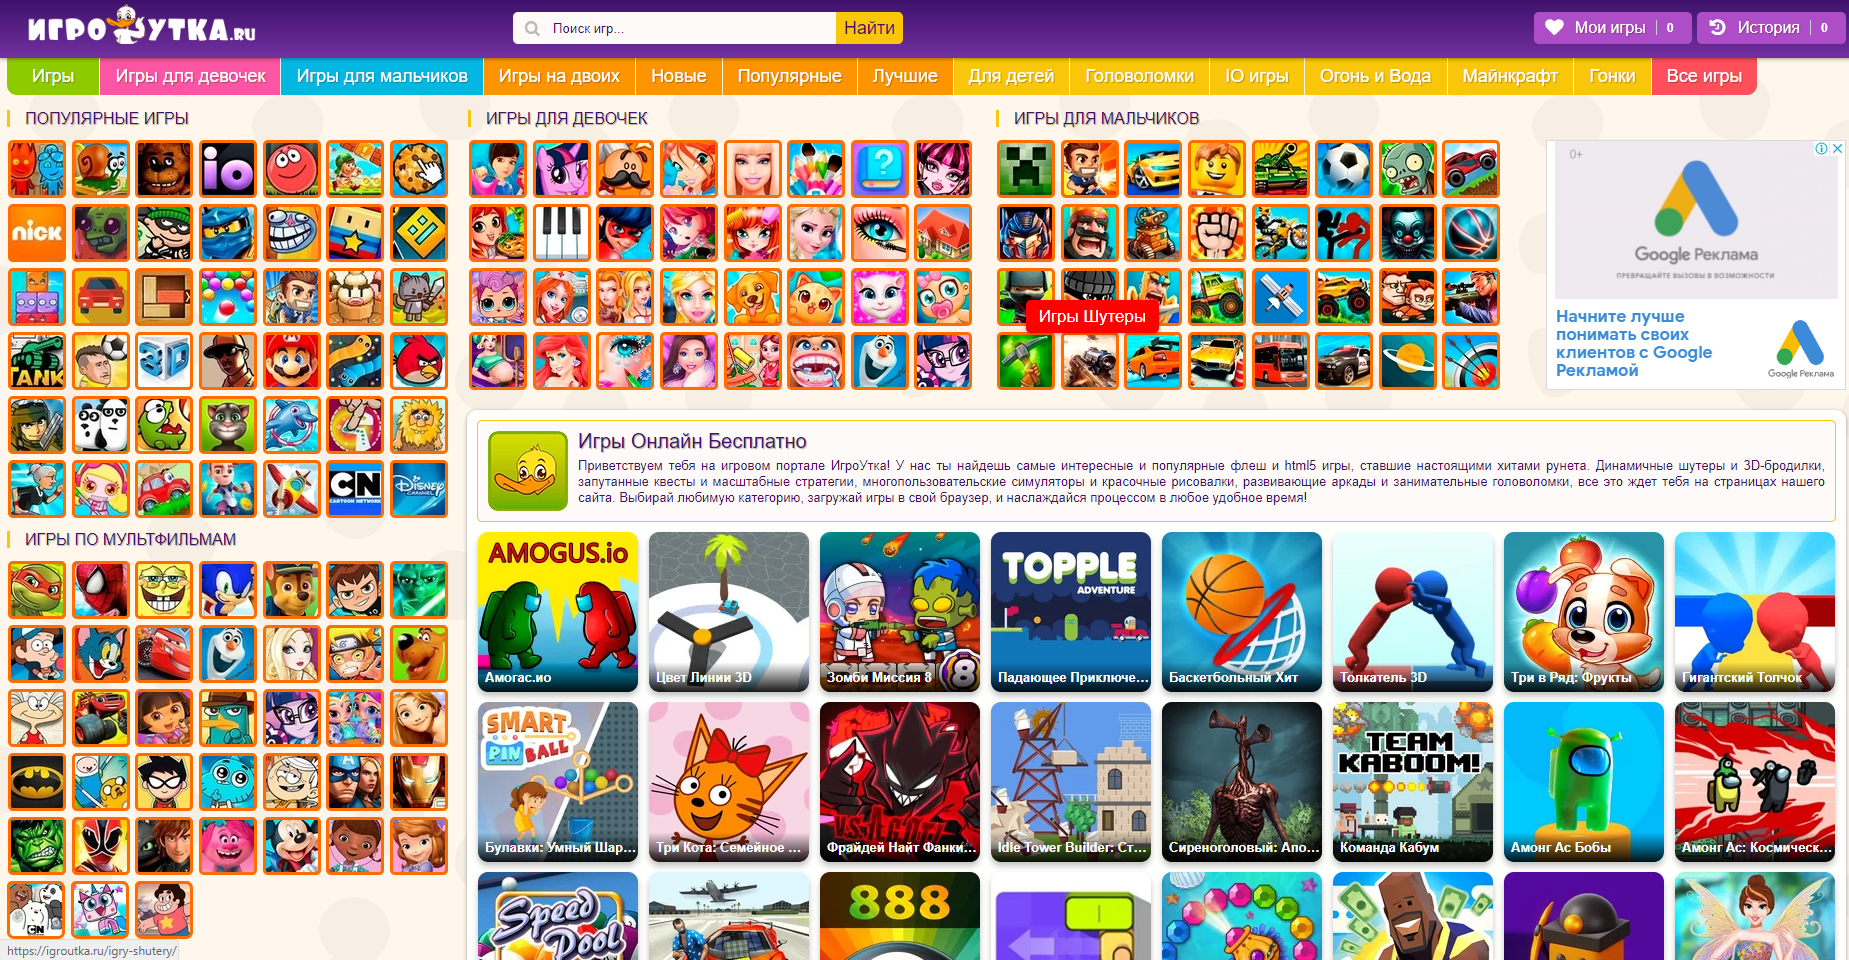 ИГРОУТКА.RU
Поиск игр...
Найти
Мои игры 0
История 0
Игры
Игры для девочек
Игры для мальчиков
Игры на двоих
Новые
Популярные
Лучшие
Для детей
Головоломки
IO игры
Огонь и Вода
Майнкрафт
Гонки
Все игры
ПОПУЛЯРНЫЕ ИГРЫ
io
nick
3D
TANK
CN
CARTOON NETWORK
Disney
CHANNEL
ИГРЫ ПО МУЛЬТФИЛЬМАМ
CN
https://igroutka.ru/igry-shutery/
ИГРЫ ДЛЯ ДЕВОЧЕК
?
ИГРЫ ДЛЯ МАЛЬЧИКОВ
Игры Шутеры
0+
Google Реклама
ПРЕВРАЩАЙТЕ ВЫЗОВЫ В ВОЗМОЖНОСТИ
Начните лучше
понимать своих
клиентов с Google
Рекламой
Google Реклама
Игры Онлайн Бесплатно
Приветствуем тебя на игровом портале ИгроУтка! У нас ты найдешь самые интересные и популярные флеш и html5 игры, ставшие настоящими хитами рунета. Динамичные шутеры и 3D-бродилки,
запутанные квесты и масштабные стратегии, многопользовательские симуляторы и красочные рисовалки, развивающие аркады и занимательные головоломки, все это ждет тебя на страницах нашего
сайта. Выбирай любимую категорию, загружай игры в свой браузер, и наслаждайся процессом в любое удобное время!
AMOGUS.io
Амогас.ио
Цвет Линии 3D
8
Зомби Миссия 8
TOPPLE
ADVENTURE
Падающее Приключе...
Баскетбольный Хит
Толкатель 3D
Три в Ряд: Фрукты
Гигантский Толчок
SMART
PIN BALL
Булавки: Умный Шар...
Три Кота: Семейное ...
Фрайдей Найт Фанки...
Idle Tower Builder: Ст...
Сиреноголовый: Апо...
TEAM
KABOOM!
Команда Кабум
Амонг Ас Бобы
Амонг Ас: Космическ...
Speed
Pool
888